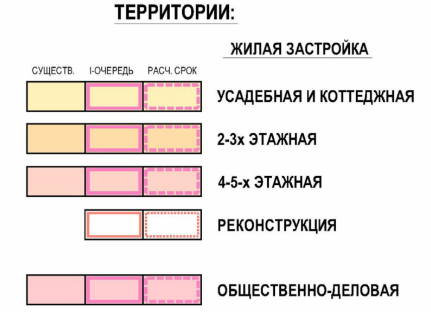 ТЕРРИТОРИИ:
ЖИЛАЯ ЗАСТРОЙКА
СУЩЕСТВ. I-ОЧЕРЕДЬ РАСЧ. СРОК
УСАДЕБНАЯ И КОТТЕДЖНАЯ
2-3х ЭТАЖНАЯ
4-5-х ЭТАЖНАЯ
РЕКОНСТРУКЦИЯ
ОБЩЕСТВЕННО-ДЕЛОВАЯ